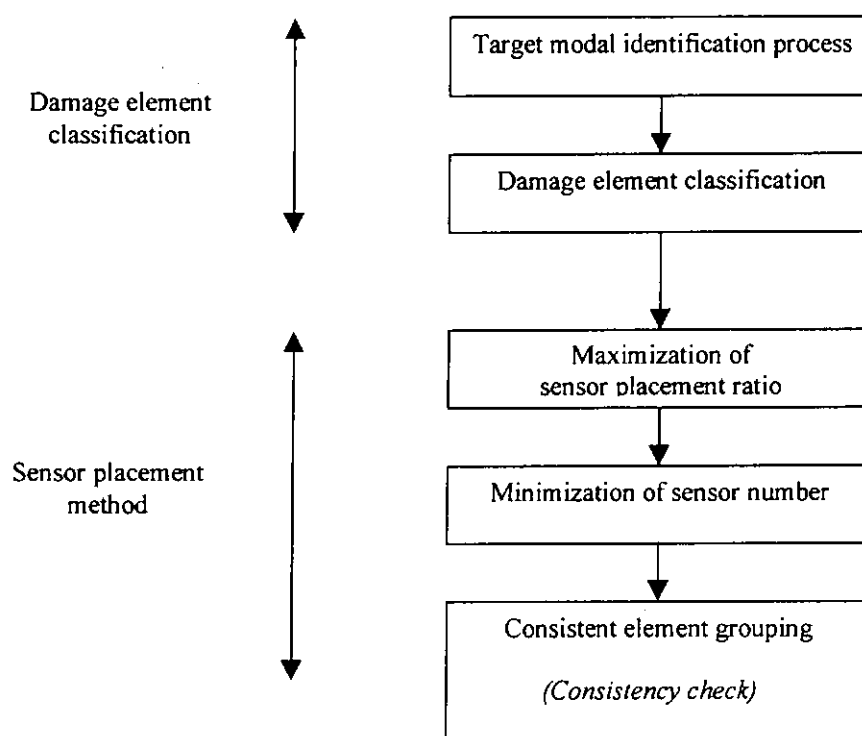 Target modal identification process
Damage element
classification
Damage element classification
Maximization of
sensor placement ratio
Sensor placement
method
Minimization of sensor number
Consistent element grouping
(Consistency check)